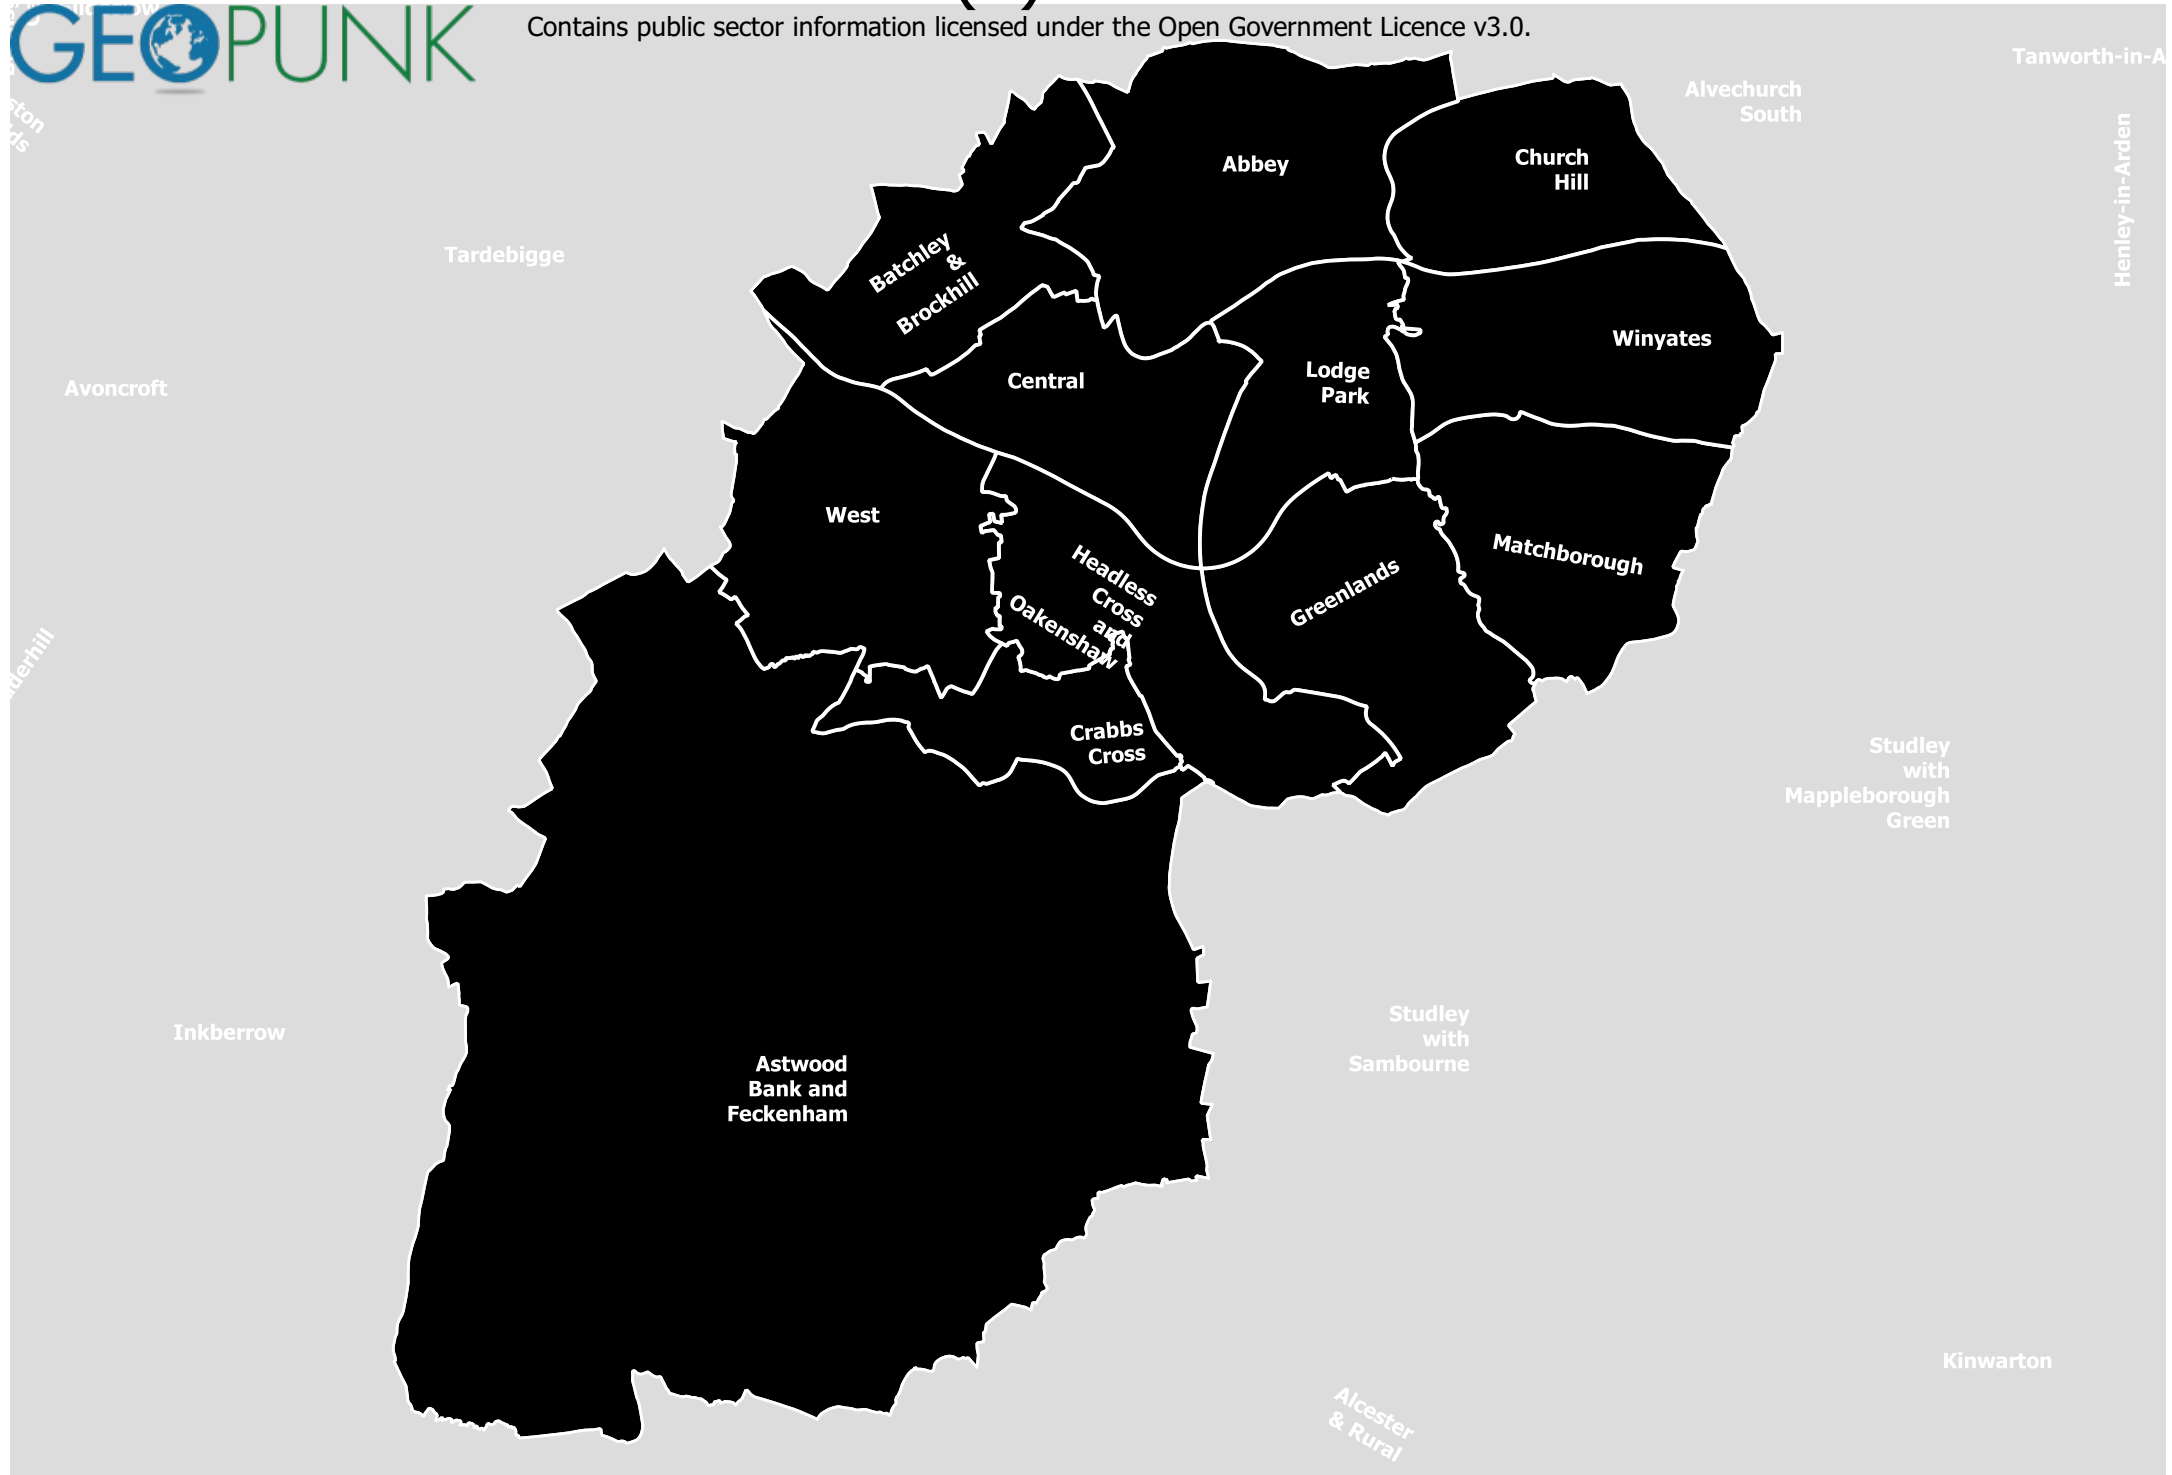 GEOPUNK
Contains public sector information licensed under the Open Government Licence v3.0.
Tanworth-in-A
Alvechurch
South
Henley-in-Arden
Abbey
Church
Hill
Tardebigge
Batchley
&
Brockhill
Avoncroft
Central
Lodge
Park
Winyates
West
Matchborough
Headless
Cross
and
Oakenshaw
Greenlands
Crabbs
Cross
Studley
with
Mappleborough
Green
Inkberrow
Astwood
Bank and
Feckenham
Studley
with
Sambourne
Kinwarton
Alcester
& Rural